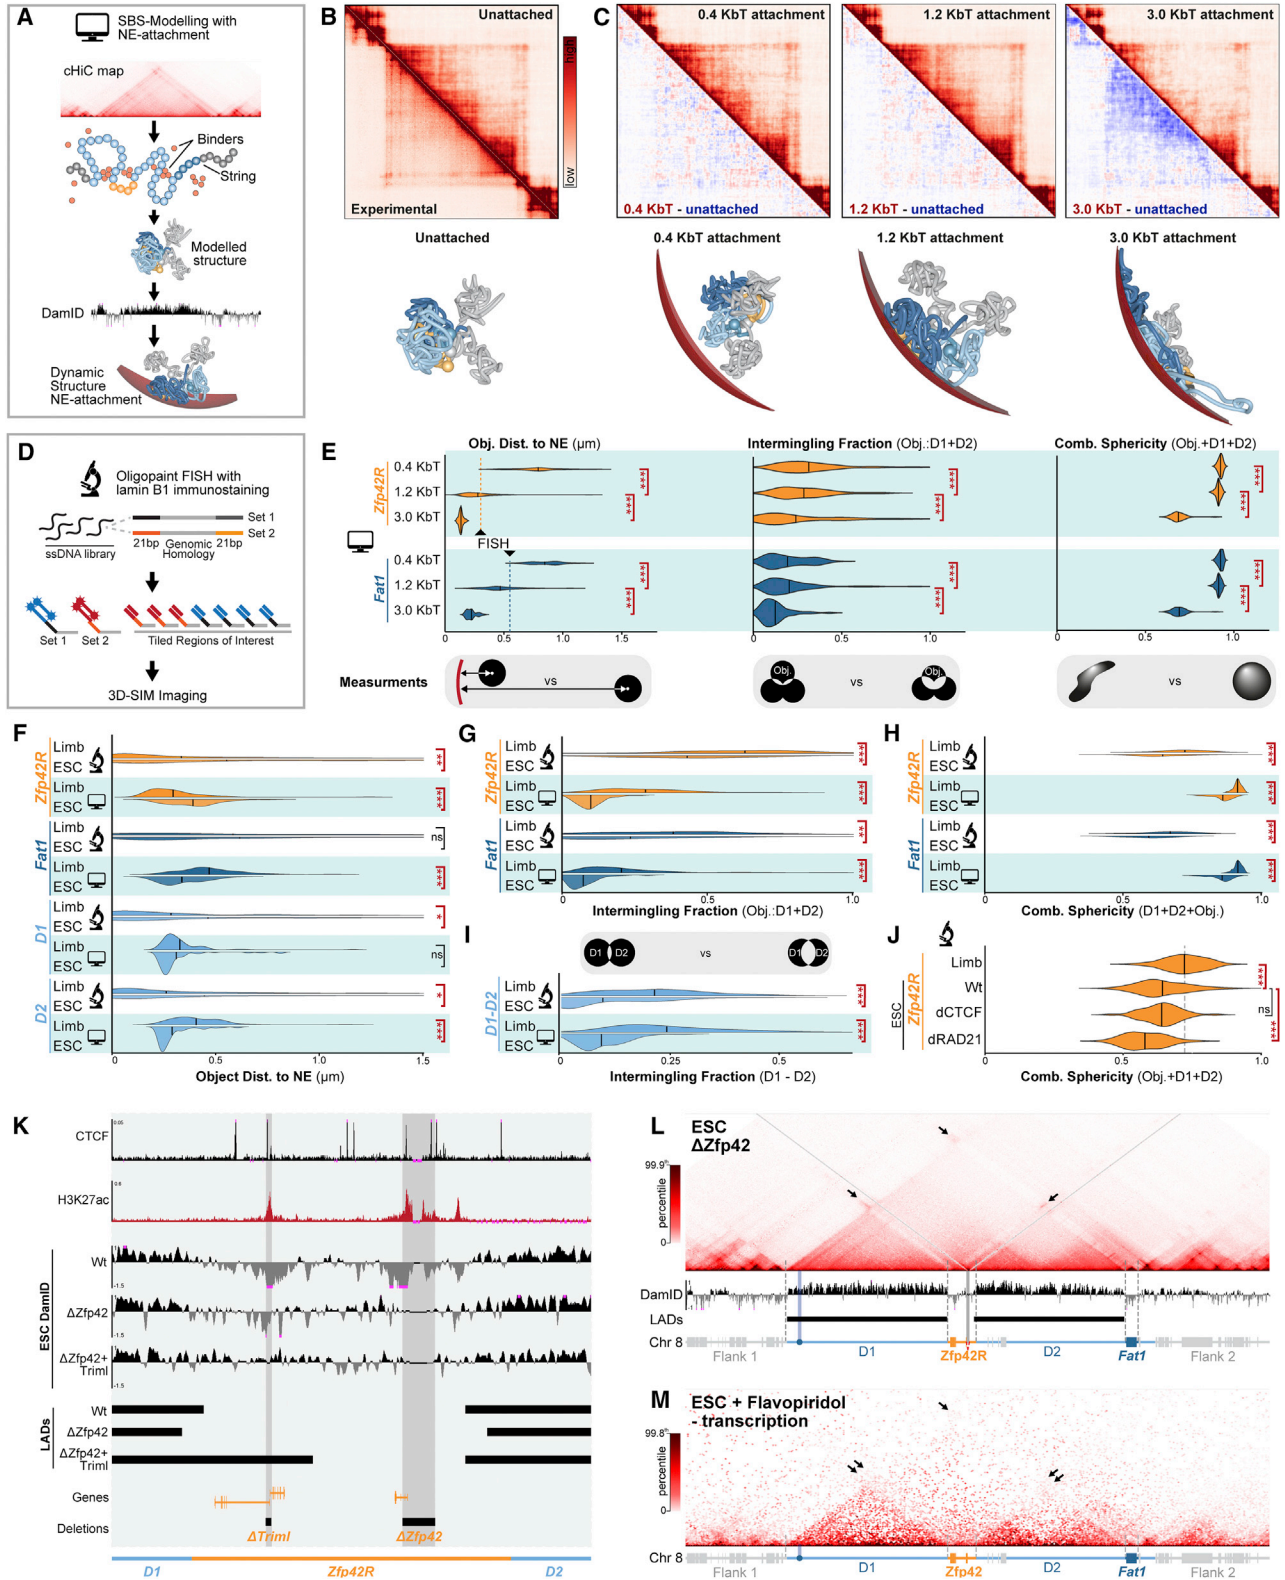 A
SBS-Modelling with
NE-attachment
cHiC map
Binders
String
Modelled
structure
DamID
Dynamic
Structure
NE-attachment
B
Unattached
Experimental
high
low
Unattached
C
0.4 KbT attachment
0.4 KbT - unattached
0.4 KbT attachment
1.2 KbT attachment
1.2 KbT - unattached
1.2 KbT attachment
3.0 KbT attachment
3.0 KbT - unattached
3.0 KbT attachment
D
Oligopaint FISH with
lamin B1 immunostaining
Set 1
Set 2
ssDNA library
21bp Genomic 21bp
Homology
Set 1 Set 2 Tiled Regions of Interest
3D-SIM Imaging
E
Obj. Dist. to NE (µm)
Intermingling Fraction (Obj.:D1+D2)
Comb. Sphericity (Obj.+D1+D2)
Zfp42R
0.4 KbT
1.2 KbT
3.0 KbT
***
***
***
***
***
***
FISH
Fat1
0.4 KbT
1.2 KbT
3.0 KbT
***
***
***
***
***
***
0 0.5 1.0 1.5
0 0.5 1.0
0 0.5 1.0
Measurments
vs
Obj. vs Obj.
vs
F
Zfp42R
Limb
ESC
**
Limb
ESC
***
Fat1
Limb
ESC
ns
Limb
ESC
***
D1
Limb
ESC
*
Limb
ESC
ns
D2
Limb
ESC
*
Limb
ESC
***
0 0.5 1.0 1.5
Object Dist. to NE (µm)
G
Zfp42R
Limb
ESC
***
Limb
ESC
***
Fat1
Limb
ESC
**
Limb
ESC
***
0 0.5 1.0
Intermingling Fraction (Obj.:D1+D2)
H
Zfp42R
Limb
ESC
***
Limb
ESC
***
Fat1
Limb
ESC
**
Limb
ESC
***
0 0.5 1.0
Comb. Sphericity (D1+D2+Obj.)
I
D1 D2 vs D1 D2
D1-D2
Limb
ESC
***
Limb
ESC
***
0 0.25 0.5
Intermingling Fraction (D1 - D2)
J
Zfp42R
ESC
Limb
Wt
dCTCF
dRAD21
***
ns
***
0 0.5 1.0
Comb. Sphericity (Obj.+D1+D2)
K
CTCF
0.05
H3K27ac
0.6
ESC DamID
Wt
-1.5
ΔZfp42
-1.5
ΔZfp42+
Triml
-1.5
LADs
Wt
ΔZfp42
ΔZfp42+
Triml
Genes
Deletions
ΔTriml ΔZfp42
D1 Zfp42R D2
L
ESC
ΔZfp42
99.9th
percentile
0
DamID
LADs
Chr 8
Flank 1 D1 Zfp42R D2 Fat1 Flank 2
M
ESC + Flavopiridol
- transcription
99.8th
percentile
0
Chr 8
Flank 1 D1 Zfp42 D2 Fat1 Flank 2